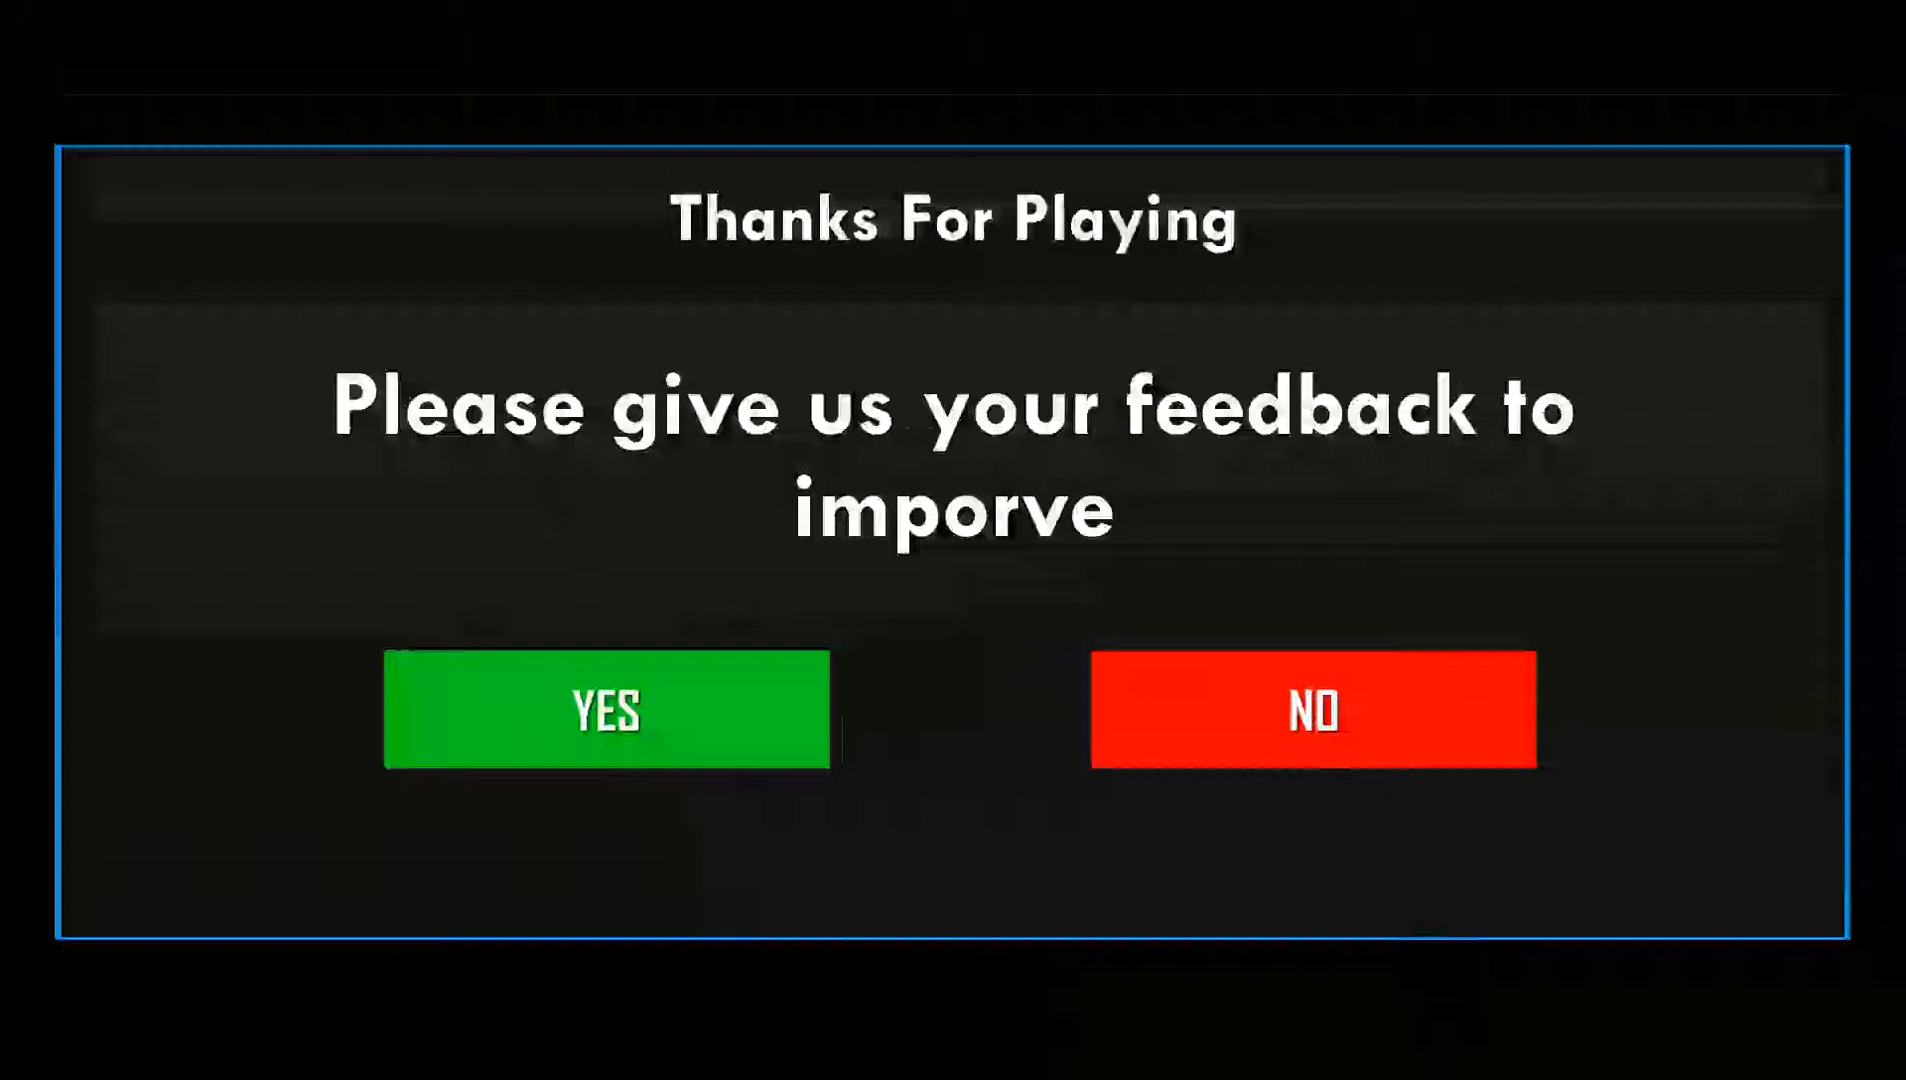 Thanks For Playing
Please give us your feedback to
imporve
YES
NO